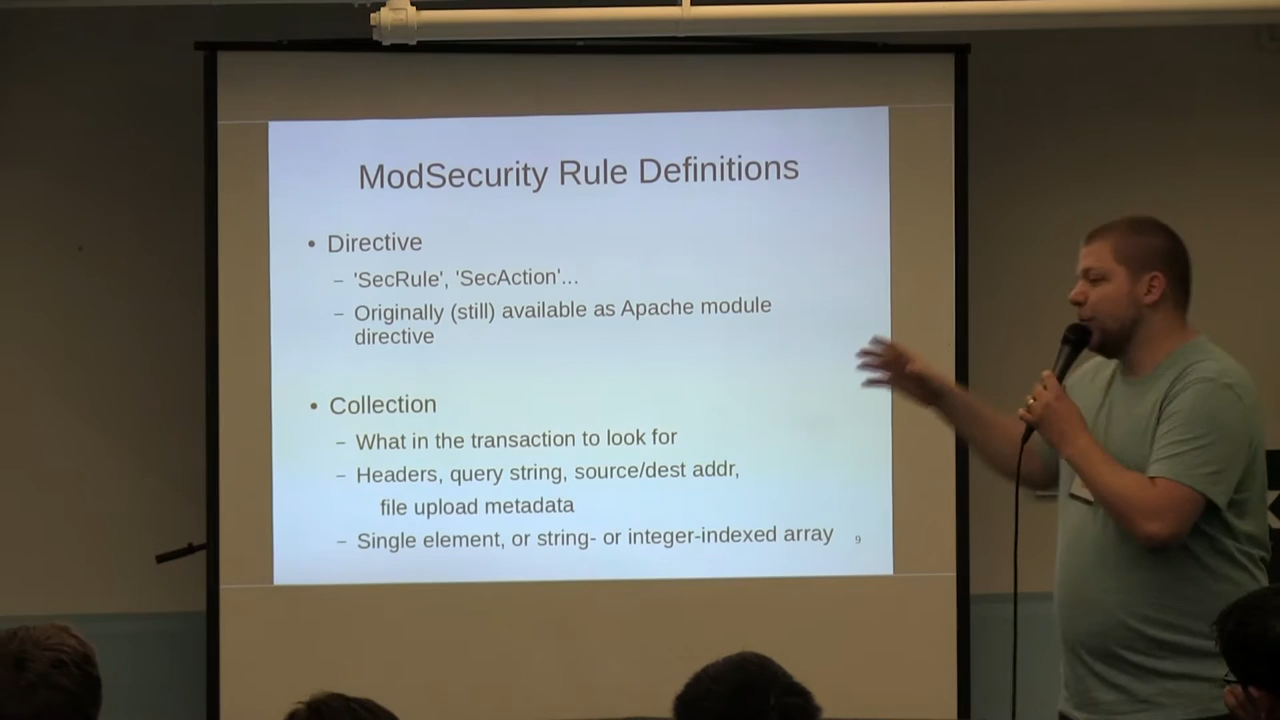 ModSecurity Rule Definitions
• Directive
– 'SecRule', 'SecAction'...
– Originally (still) available as Apache module
directive
• Collection
– What in the transaction to look for
– Headers, query string, source/dest addr,
file upload metadata
– Single element, or string- or integer-indexed array
9